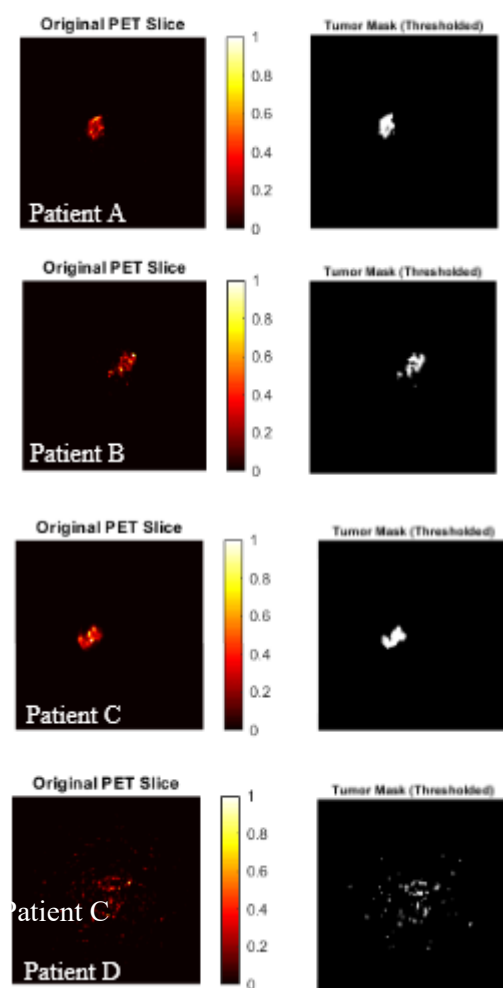 Original PET Slice
Tumor Mask (Thresholded)
1
0.8
0.6
0.4
0.2
0
Patient A
Original PET Slice
Tumor Mask (Thresholded)
1
0.8
0.6
0.4
0.2
0
Patient B
Original PET Slice
Tumor Mask (Thresholded)
1
0.8
0.6
0.4
0.2
0
Patient C
Original PET Slice
Tumor Mask (Thresholded)
1
0.8
0.6
0.4
0.2
0
Patient C
Patient D